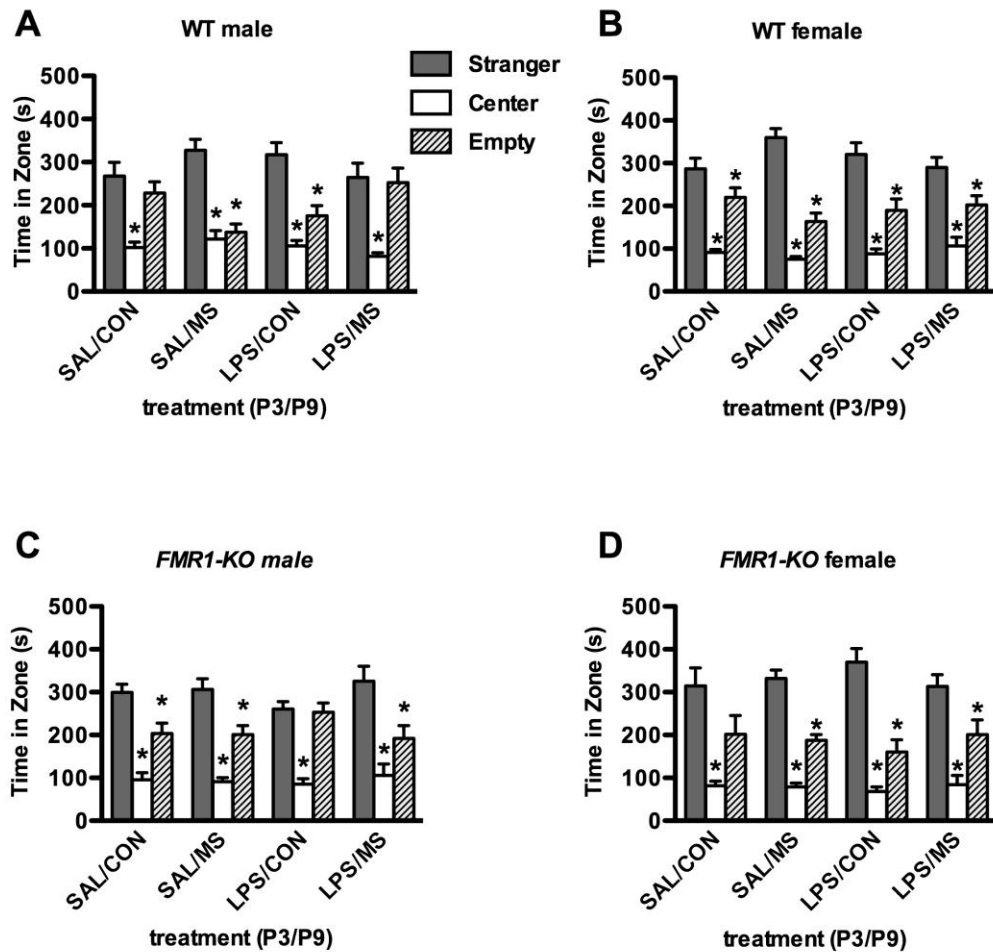 A
WT male
Stranger
Center
Empty
Time in Zone (s)
500
400
300
200
100
0
* * * * *
SAL/CON
SAL/MS
LPS/CON
LPS/MS
treatment (P3/P9)
B
WT female
Time in Zone (s)
500
400
300
200
100
0
* * * * * * * *
SAL/CON
SAL/MS
LPS/CON
LPS/MS
treatment (P3/P9)
C
FMR1-KO male
Time in Zone (s)
500
400
300
200
100
0
* * * * * * *
SAL/CON
SAL/MS
LPS/CON
LPS/MS
treatment (P3/P9)
D
FMR1-KO female
Time in Zone (s)
500
400
300
200
100
0
* * * * * * *
SAL/CON
SAL/MS
LPS/CON
LPS/MS
treatment (P3/P9)